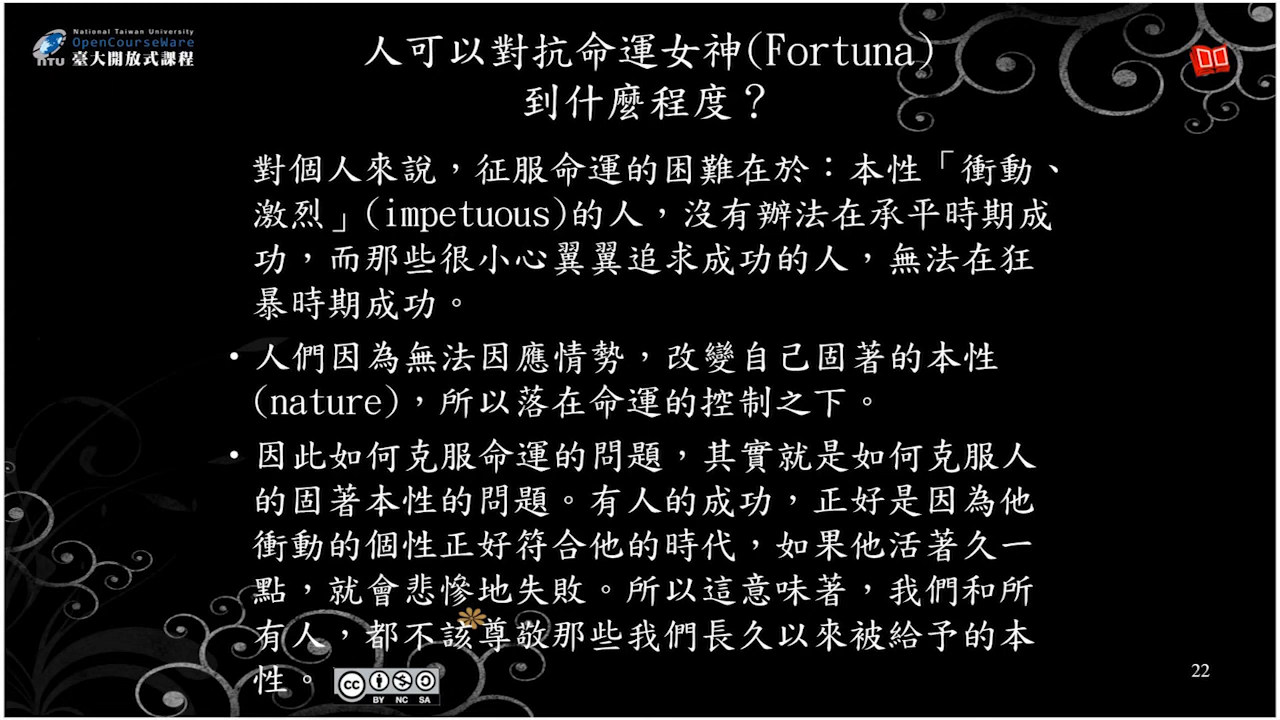 National Taiwan University
OpenCourseWare
NTU 臺大開放式課程
人可以對抗命運女神(Fortuna)
到什麼程度？
對個人來說，征服命運的困難在於：本性「衝動、
激烈」(impetuous)的人，沒有辦法在承平時期成
功，而那些很小心翼翼追求成功的人，無法在狂
暴時期成功。
•人們因為無法因應情勢，改變自己固著的本性
(nature)，所以落在命運的控制之下。
•因此如何克服命運的問題，其實就是如何克服人
的固著本性的問題。有人的成功，正好是因為他
衝動的個性正好符合他的時代，如果他活著久一
點，就會悲慘地失敗。所以這意味著，我們和所
有人，都不該尊敬那些我們長久以來被給予的本
性。
cc BY NC SA
22